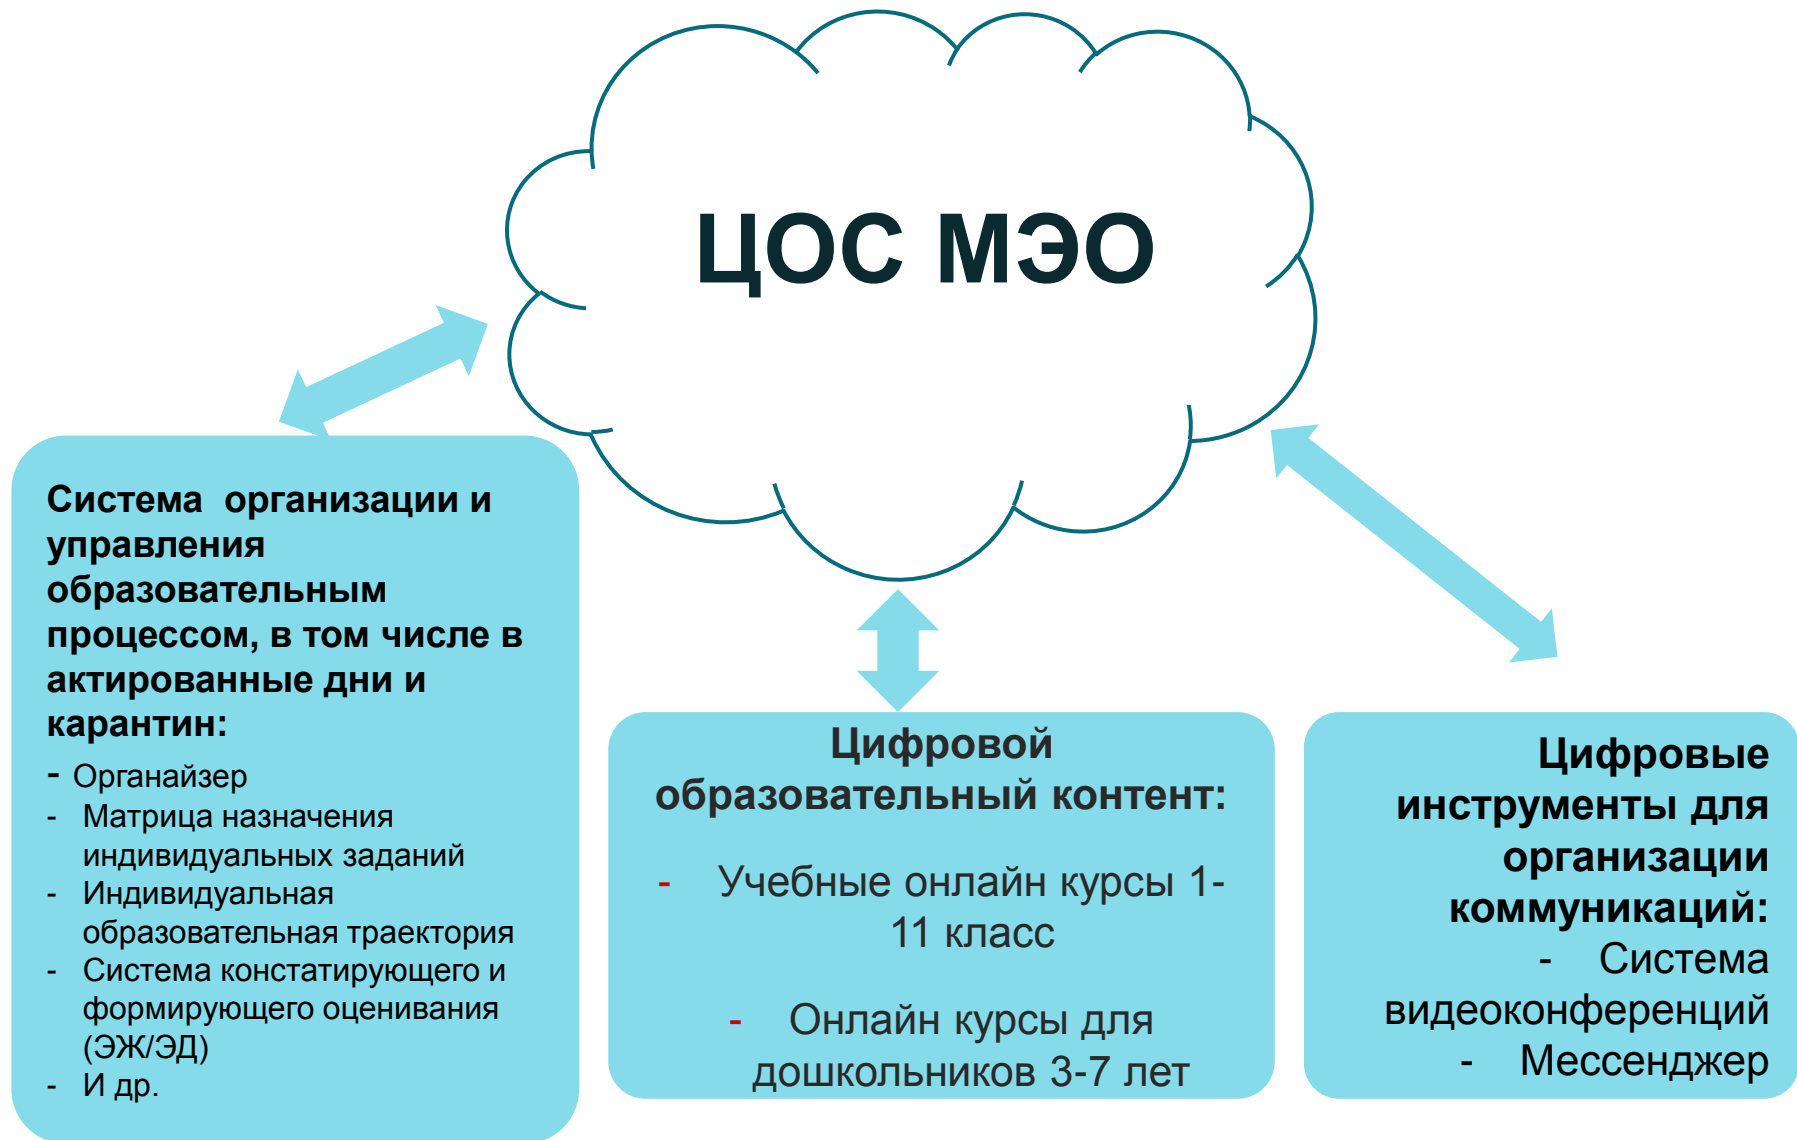 ЦОС МЭО
Система организации и
управления
образовательным
процессом, в том числе в
актированные дни и
карантин:
- Органайзер
- Матрица назначения
индивидуальных заданий
- Индивидуальная
образовательная траектория
- Система констатирующего и
формирующего оценивания
(ЭЖ/ЭД)
- И др.
Цифровой
образовательный контент:
- Учебные онлайн курсы 1-
11 класс
- Онлайн курсы для
дошкольников 3-7 лет
Цифровые
инструменты для
организации
коммуникаций:
- Система
видеоконференций
- Мессенджер